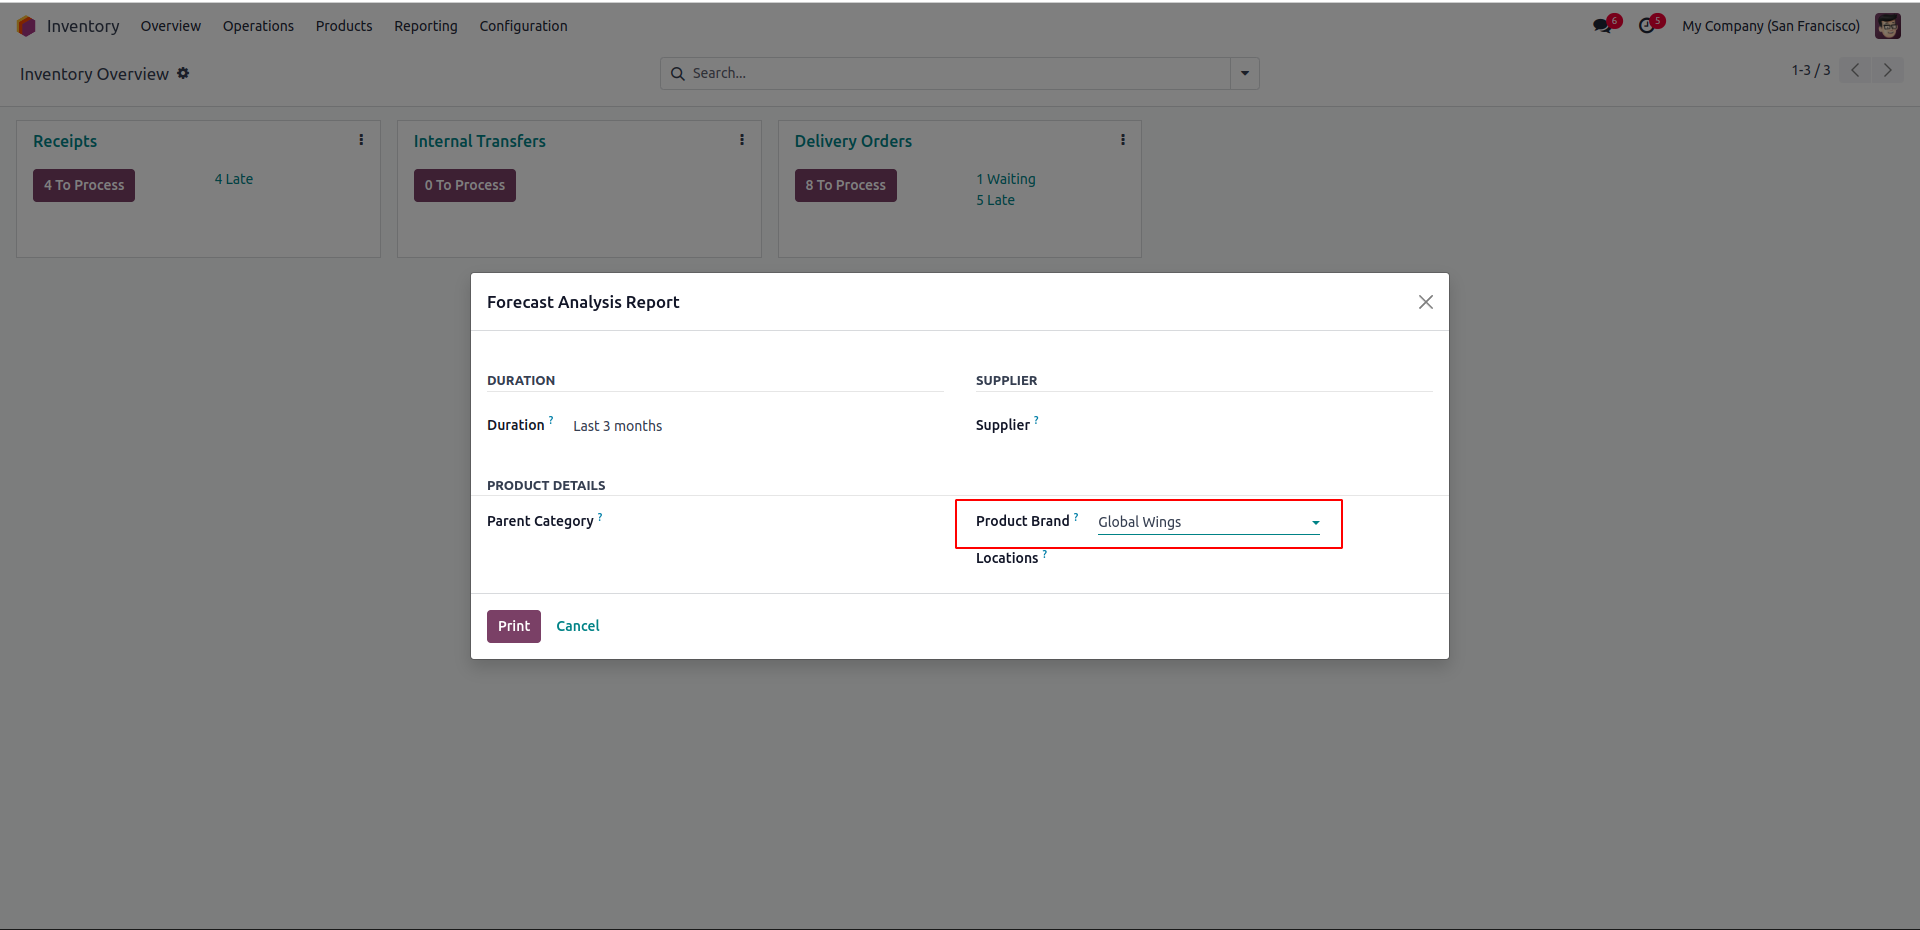 Inventory Overview Operations Products Reporting Configuration 6 5 My Company (San Francisco)
Inventory Overview Search... 1-3 / 3
Receipts Internal Transfers Delivery Orders
4 To Process 4 Late 0 To Process 8 To Process 1 Waiting
5 Late
Forecast Analysis Report
DURATION SUPPLIER
Duration ? Last 3 months Supplier ?
PRODUCT DETAILS
Parent Category ? Product Brand ? Global Wings
Locations ?
Print Cancel